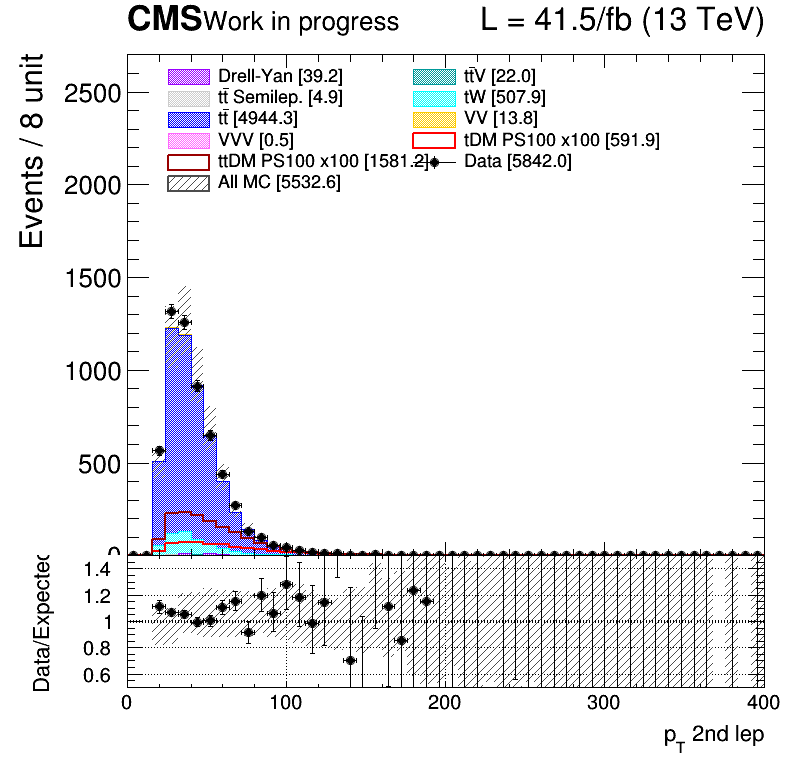 CMS Work in progress L = 41.5/fb (13 TeV)
Events / 8 unit
2500
2000
1500
1000
500
0
Drell-Yan [39.2]
tt̄V [22.0]
tt̄ Semilep. [4.9]
tW [507.9]
tt̄ [4944.3]
VV [13.8]
VVV [0.5]
tDM PS100 x100 [591.9]
ttDM PS100 x100 [1581.2]
Data [5842.0]
All MC [5532.6]
Data/Expected
1.4
1.2
1
0.8
0.6
0 100 200 300 400
p_T 2nd lep